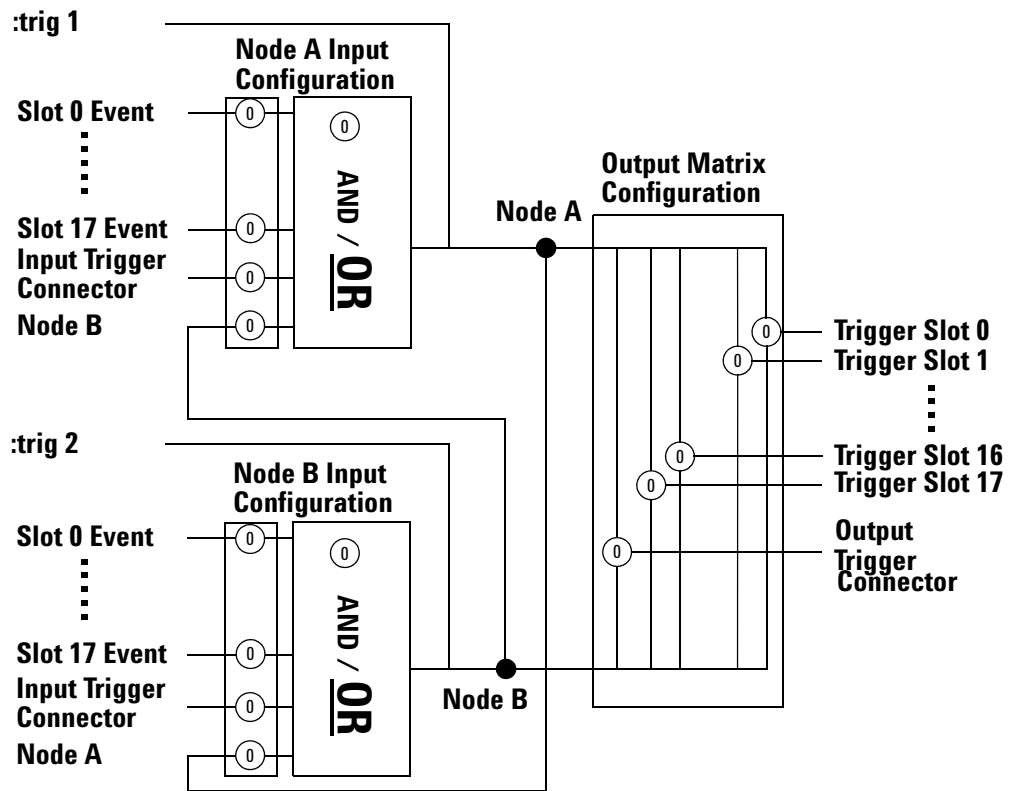 :trig 1
Node A Input
Configuration
Slot 0 Event
0
0
AND / OR
Slot 17 Event
0
Input Trigger
Connector
0
Node B
0
Node A
Output Matrix
Configuration
0
Trigger Slot 0
0
Trigger Slot 1
0
Trigger Slot 16
0
Trigger Slot 17
0
Output
Trigger
Connector
:trig 2
Node B Input
Configuration
Slot 0 Event
0
0
AND / OR
Slot 17 Event
0
Input Trigger
Connector
0
Node A
0
Node B